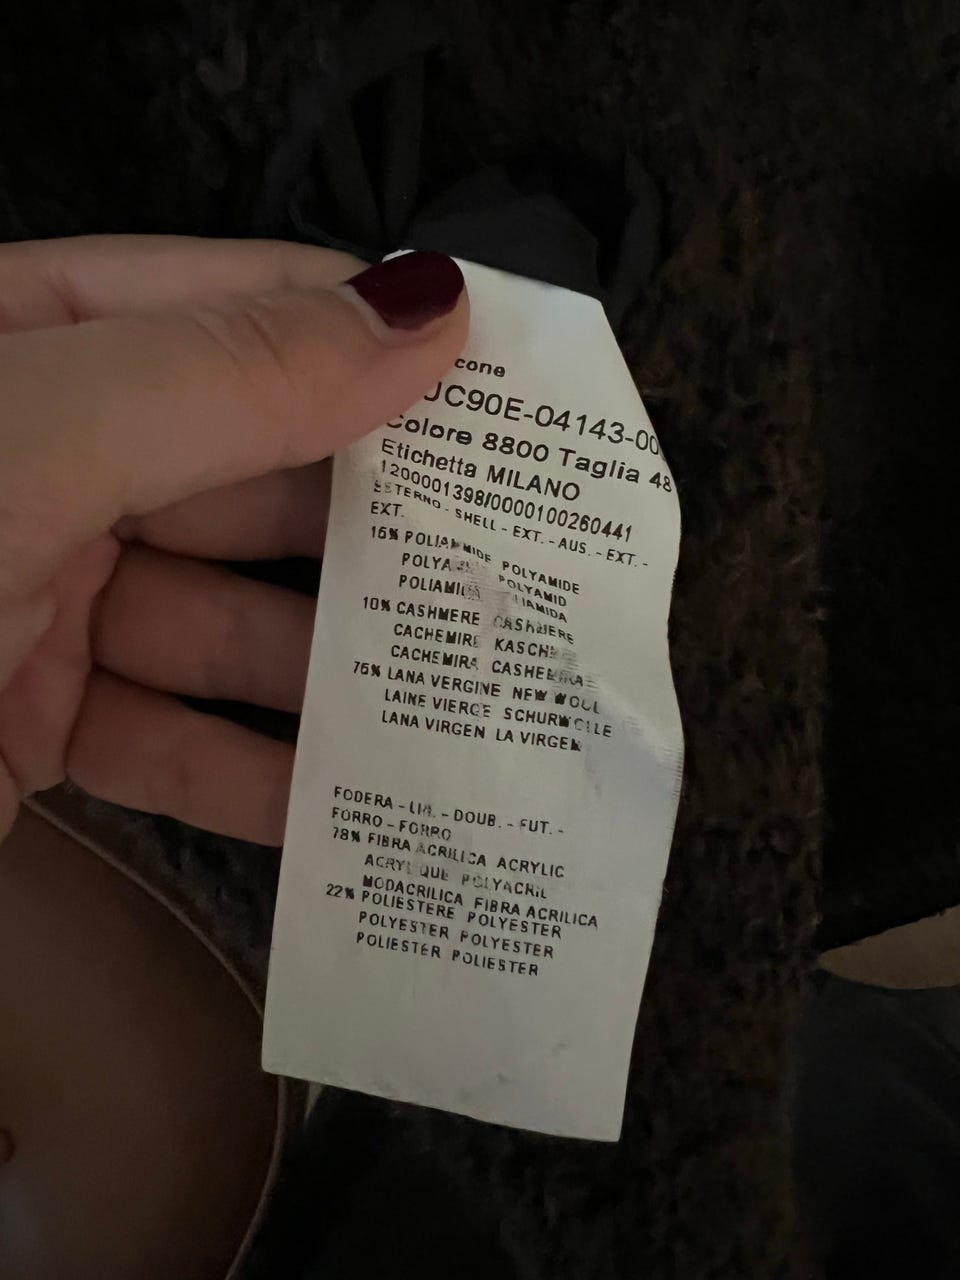 cone
JC90E-04143-00
Colore 8800 Taglia 48
Etichetta MILANO
1200001398/0000100260441
ESTERNO - SHELL - EXT. - AUS. - EXT. -
EXT.
15% POLIAMMIDE POLYAMIDE
POLYAMID
POLIAMIDA
10% CASHMERE CASHMERE
CACHEMIRE KASCHMIR
CACHEMIRA CASHEMIRA
75% LANA VERGINE NEW WOOL
LAINE VIERGE SCHURWOLLE
LANA VIRGEN LA VIRGEN
FODERA - LIN. - DOUB. - FUT. -
FORRO - FORRO
78% FIBRA ACRILICA ACRYLIC
ACRYLIQUE POLYACRIL
MODACRILICA FIBRA ACRILICA
22% POLIESTERE POLYESTER
POLYESTER POLYESTER
POLIESTER POLIESTER